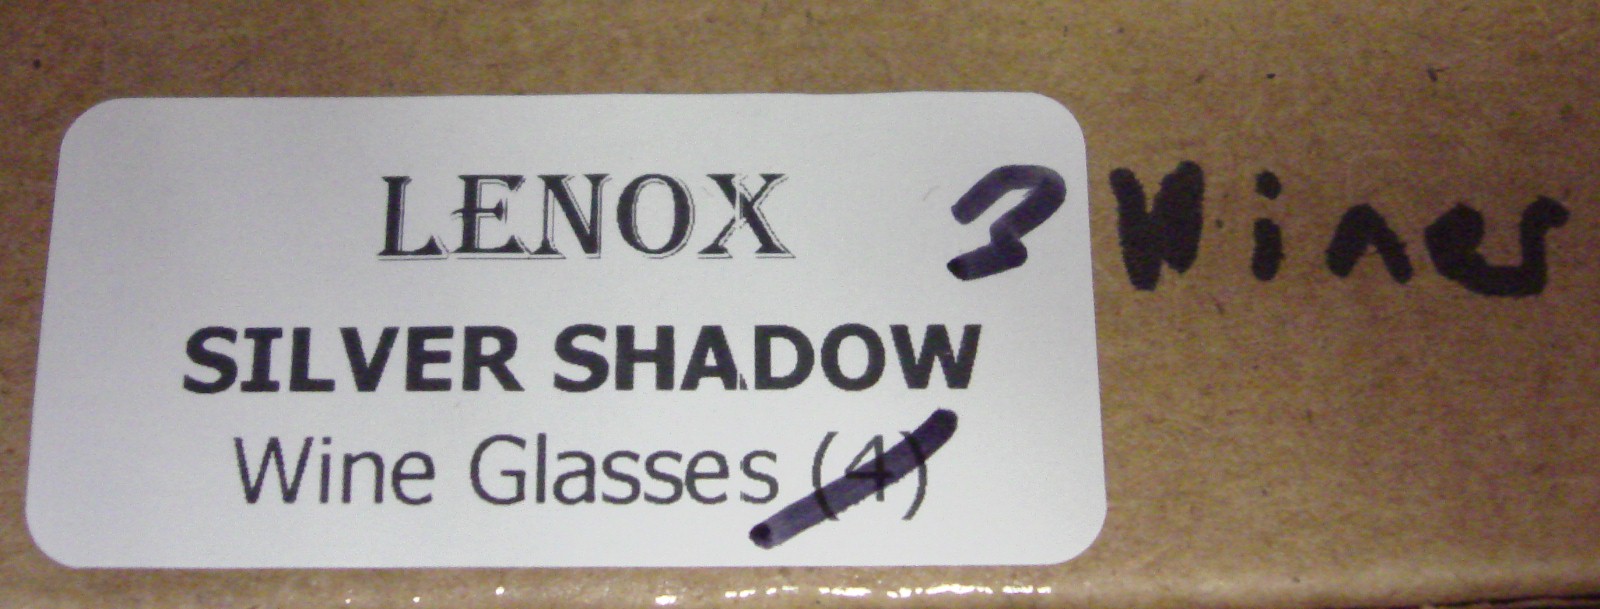 LENOX 3 Wines
SILVER SHADOW
Wine Glasses (4)